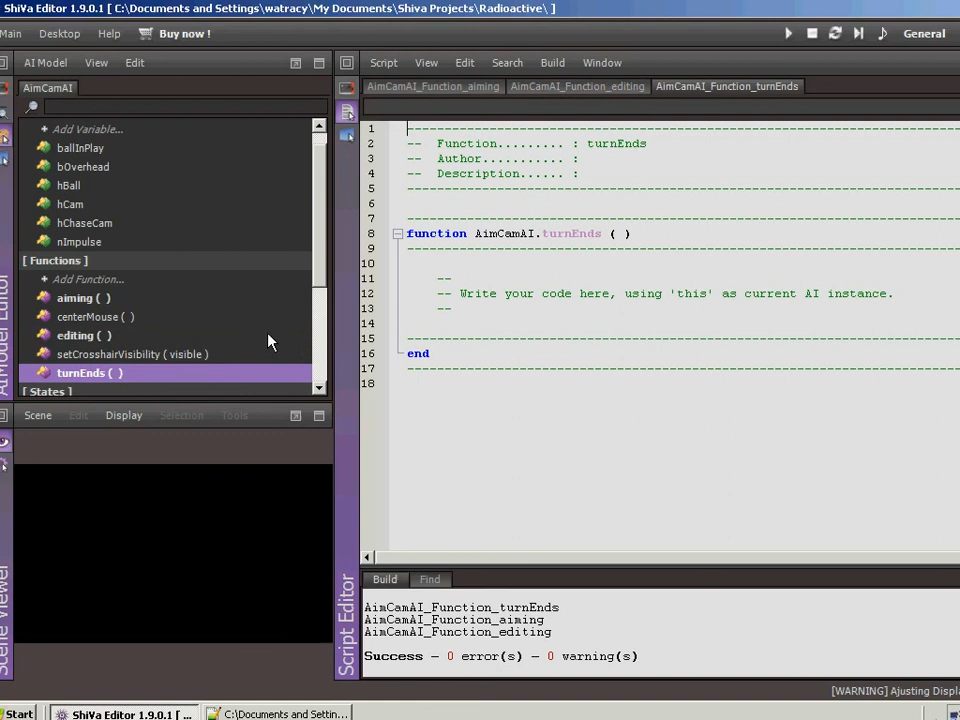 ShiVa Editor 1.9.0.1 [ C:\Documents and Settings\watracy\My Documents\Shiva Projects\Radioactive\ ]
Main Desktop Help Buy now ! General
AI Model View Edit
Script View Edit Search Build Window
AimCamAI
AimCamAI_Function_aiming AimCamAI_Function_editing AimCamAI_Function_turnEnds
+ Add Variable...
ballInPlay
bOverhead
hBall
hCam
hChaseCam
nImpulse
[ Functions ]
+ Add Function...
aiming ( )
centerMouse ( )
editing ( )
setCrosshairVisibility ( visible )
turnEnds ( )
[ States ]
AIModel Editor
1 --------------------------------------------------------------------------------
2 -- Function......... : turnEnds
3 -- Author........... :
4 -- Description...... :
5 --------------------------------------------------------------------------------
6
7 --------------------------------------------------------------------------------
8 function AimCamAI.turnEnds ( )
9 --------------------------------------------------------------------------------
10
11 --
12 -- Write your code here, using 'this' as current AI instance.
13 --
14
15 --------------------------------------------------------------------------------
16 end
17 --------------------------------------------------------------------------------
18
Scene Edit Display Selection Tools
Scene Viewer
Script Editor
Build Find
AimCamAI_Function_turnEnds
AimCamAI_Function_aiming
AimCamAI_Function_editing
Success - 0 error(s) - 0 warning(s)
[WARNING] Ajusting Displa
Start ShiVa Editor 1.9.0.1 [ ... C:\Documents and Settin...